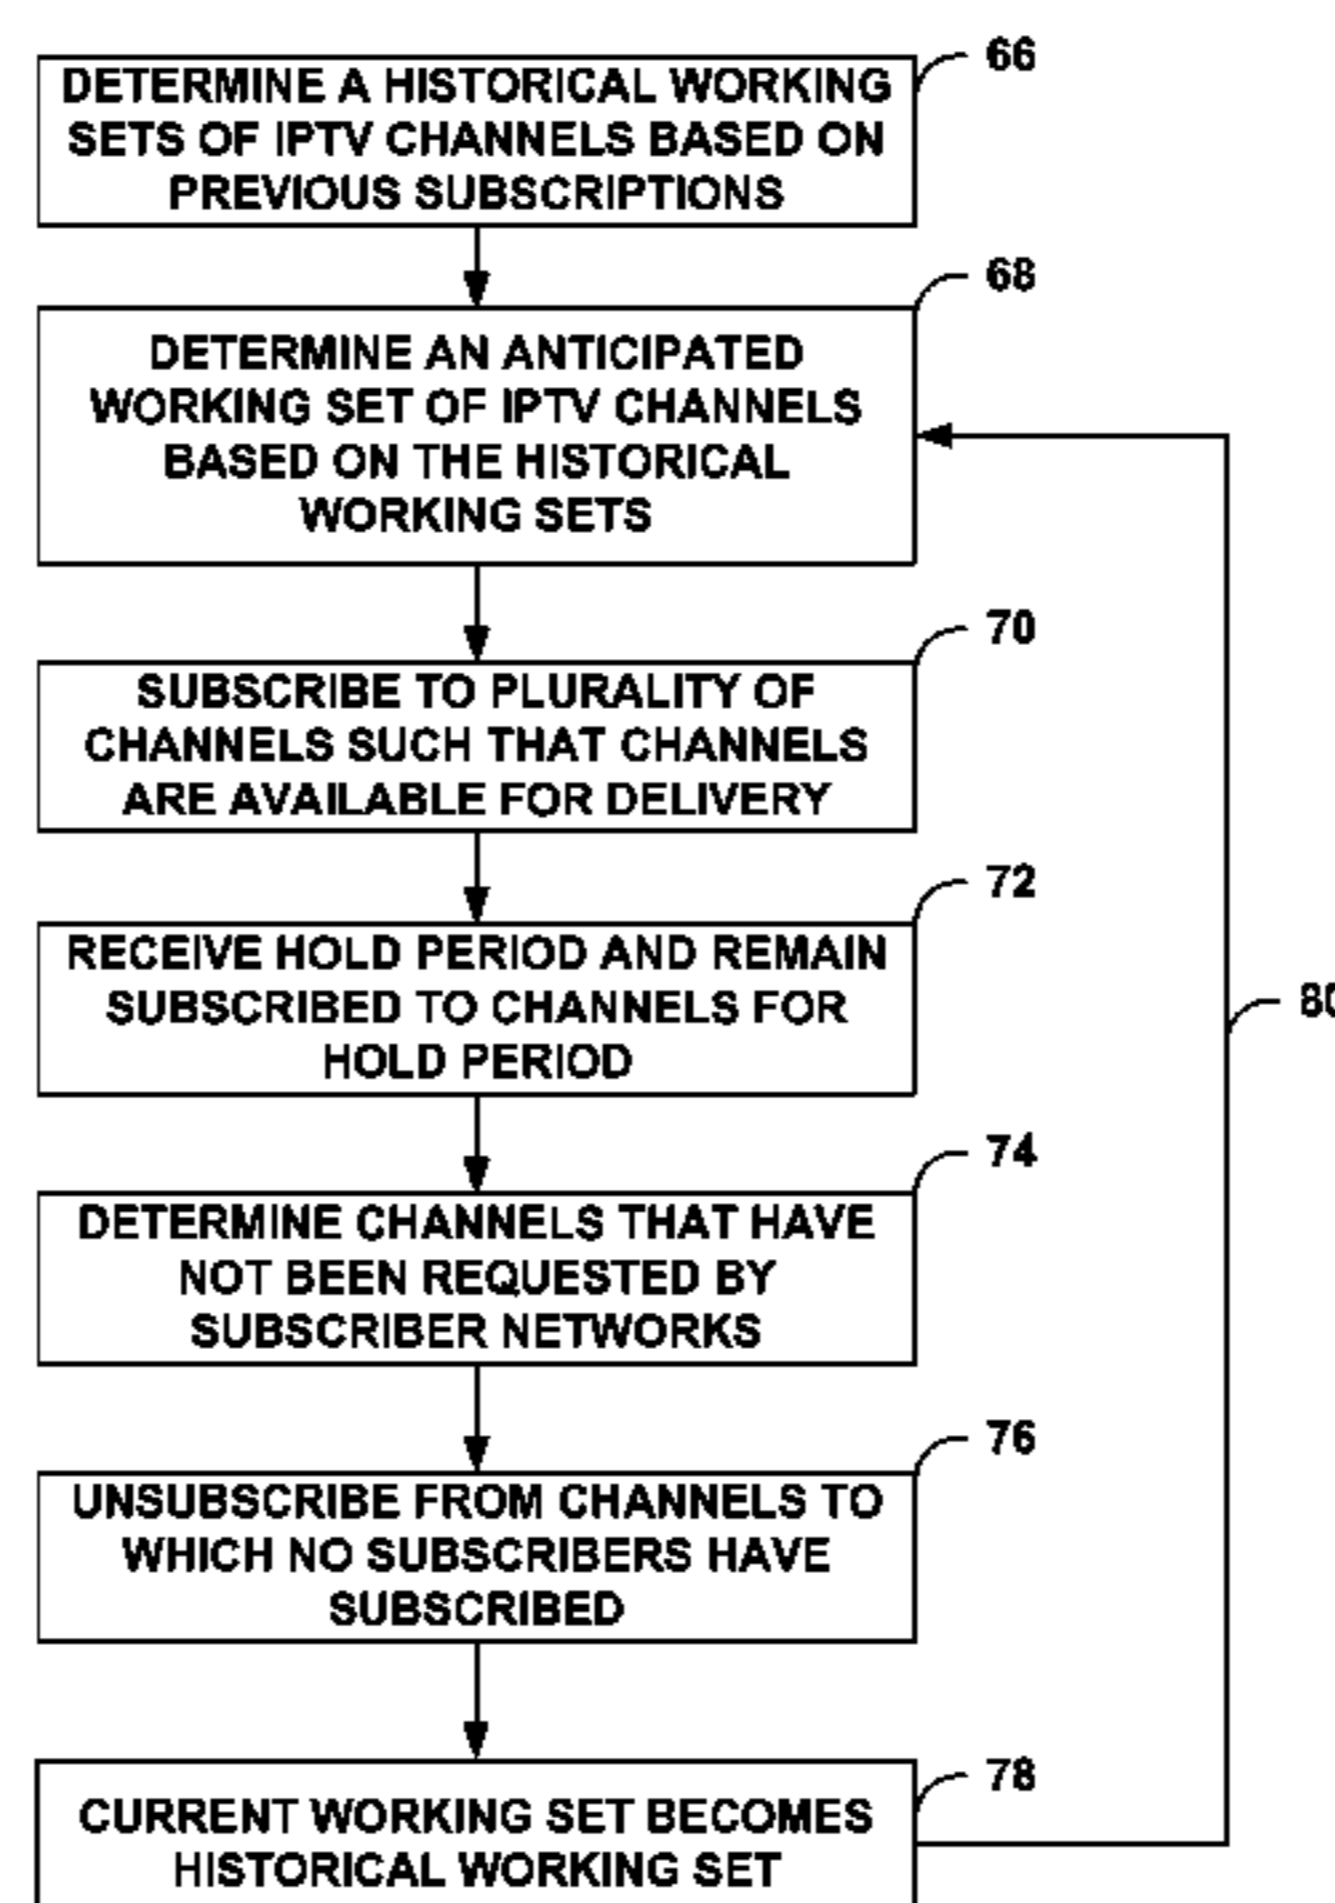 66
DETERMINE A HISTORICAL WORKING
SETS OF IPTV CHANNELS BASED ON
PREVIOUS SUBSCRIPTIONS
68
DETERMINE AN ANTICIPATED
WORKING SET OF IPTV CHANNELS
BASED ON THE HISTORICAL
WORKING SETS
70
SUBSCRIBE TO PLURALITY OF
CHANNELS SUCH THAT CHANNELS
ARE AVAILABLE FOR DELIVERY
72
RECEIVE HOLD PERIOD AND REMAIN
SUBSCRIBED TO CHANNELS FOR
HOLD PERIOD
80
74
DETERMINE CHANNELS THAT HAVE
NOT BEEN REQUESTED BY
SUBSCRIBER NETWORKS
76
UNSUBSCRIBE FROM CHANNELS TO
WHICH NO SUBSCRIBERS HAVE
SUBSCRIBED
78
CURRENT WORKING SET BECOMES
HISTORICAL WORKING SET